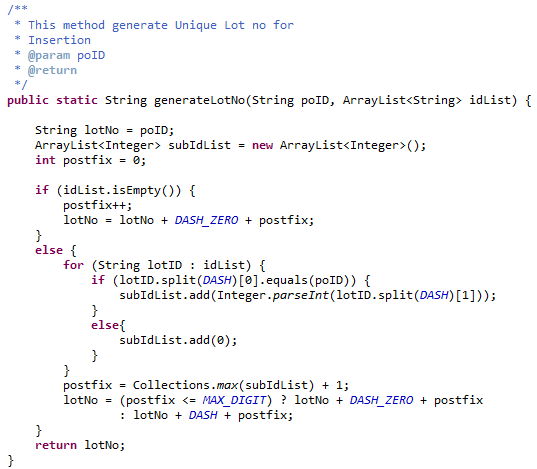 /**
 * This method generate Unique Lot no for
 * Insertion
 * @param poID
 * @return
 */
public static String generateLotNo(String poID, ArrayList<String> idList) {

    String lotNo = poID;
    ArrayList<Integer> subIdList = new ArrayList<Integer>();
    int postfix = 0;

    if (idList.isEmpty()) {
        postfix++;
        lotNo = lotNo + DASH_ZERO + postfix;
    }
    else {
        for (String lotID : idList) {
            if (lotID.split(DASH)[0].equals(poID)) {
                subIdList.add(Integer.parseInt(lotID.split(DASH)[1]));
            }
            else{
                subIdList.add(0);
            }
        }
        postfix = Collections.max(subIdList) + 1;
        lotNo = (postfix <= MAX_DIGIT) ? lotNo + DASH_ZERO + postfix
                : lotNo + DASH + postfix;
    }
    return lotNo;
}